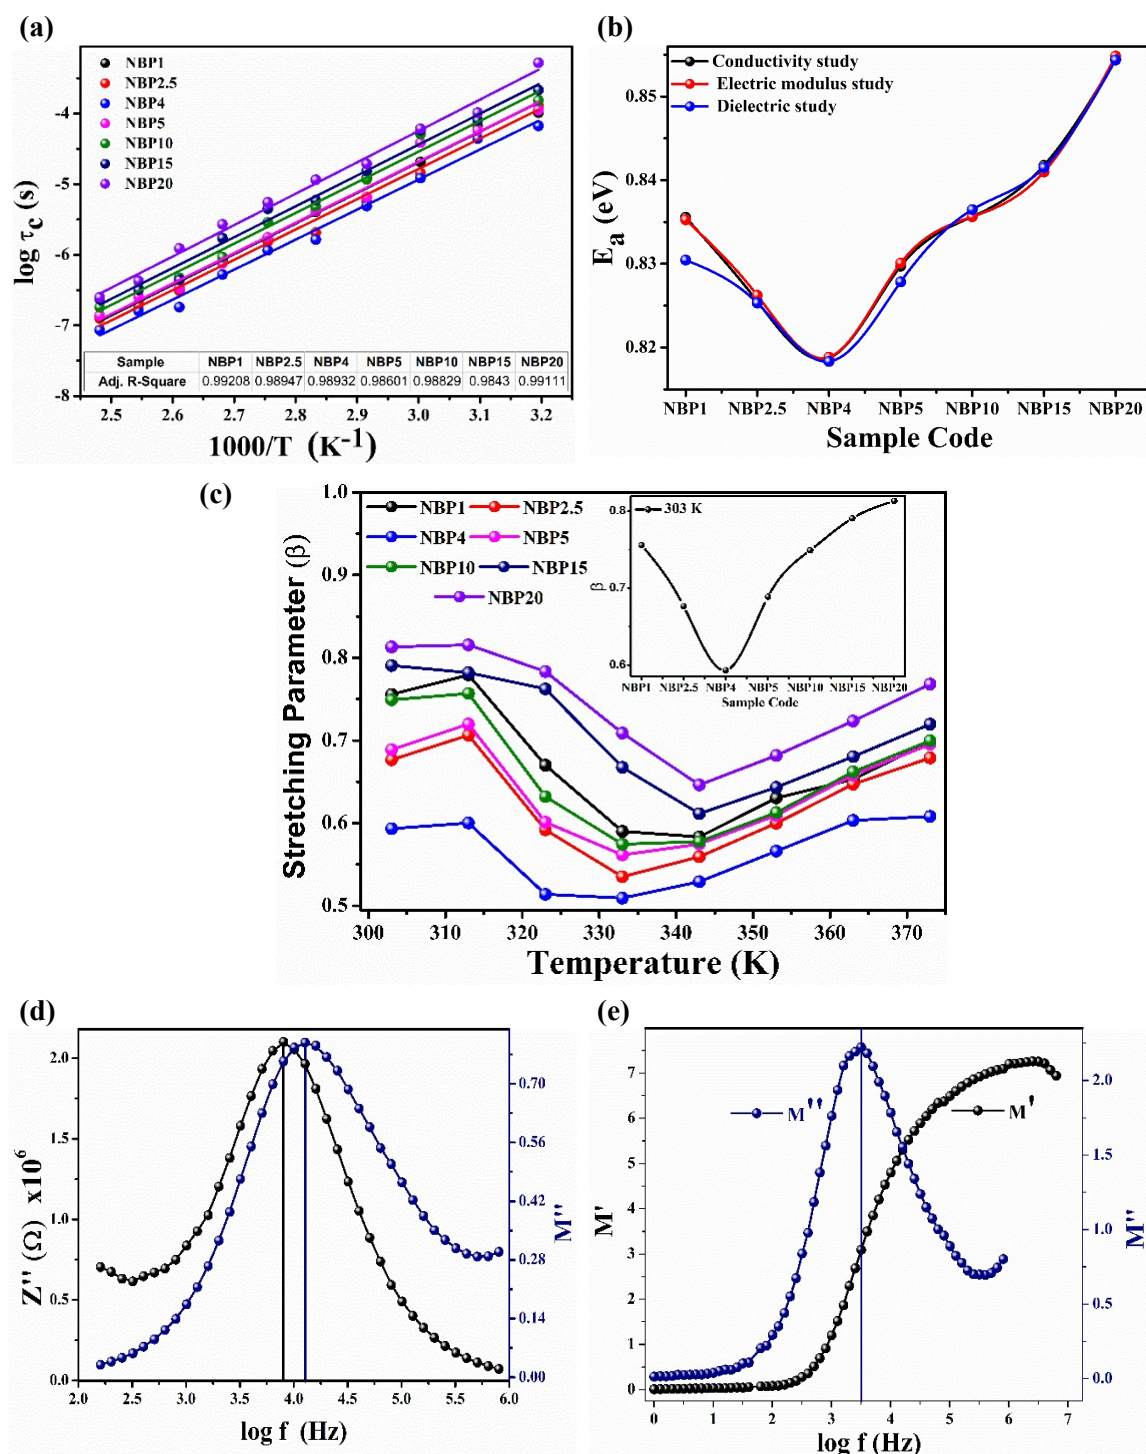 (a)
NBP1
NBP2.5
NBP4
NBP5
NBP10
NBP15
NBP20
-4
-5
-6
-7
-8
log τc (s)
Sample NBP1 NBP2.5 NBP4 NBP5 NBP10 NBP15 NBP20
Adj. R-Square 0.99208 0.98947 0.98932 0.98601 0.98829 0.9843 0.99111
2.5 2.6 2.7 2.8 2.9 3.0 3.1 3.2
1000/T (K-1)
(b)
Conductivity study
Electric modulus study
Dielectric study
0.85
0.84
0.83
0.82
Ea (eV)
NBP1 NBP2.5 NBP4 NBP5 NBP10 NBP15 NBP20
Sample Code
(c)
1.0
0.9
0.8
0.7
0.6
0.5
Stretching Parameter (β)
NBP1 NBP2.5
NBP4 NBP5
NBP10 NBP15
NBP20
303 K
0.8
0.7
0.6
β
NBP1 NBP2.5 NBP4 NBP5 NBP10 NBP15 NBP20
Sample Code
300 310 320 330 340 350 360 370
Temperature (K)
(d)
2.0
1.5
1.0
0.5
0.0
Z'' (Ω) x106
0.70
0.56
0.42
0.28
0.14
0.00
M''
2.0 2.5 3.0 3.5 4.0 4.5 5.0 5.5 6.0
log f (Hz)
(e)
7
6
5
4
3
2
1
0
M'
M''
M'
2.0
1.5
1.0
0.5
0.0
M''
0 1 2 3 4 5 6 7
log f (Hz)